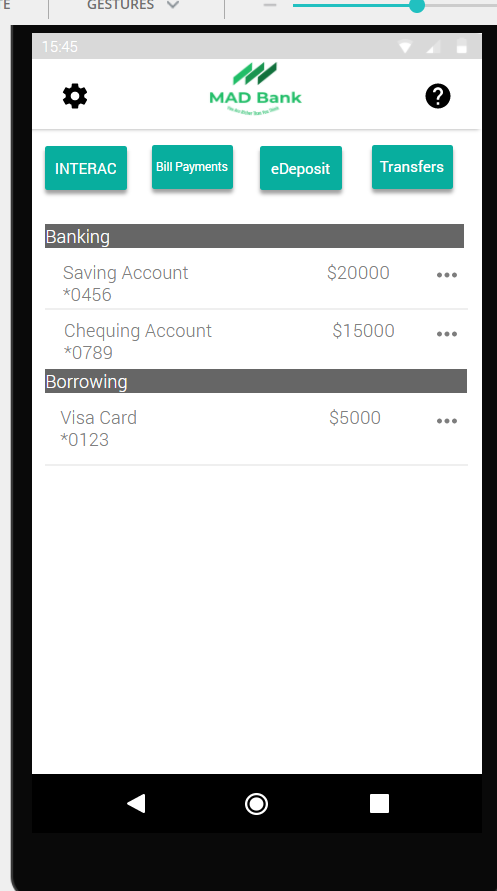 TE GESTURES
15:45
MAD Bank
INTERAC
Bill Payments
eDeposit
Transfers
Banking
Saving Account $20000
*0456
Chequing Account $15000
*0789
Borrowing
Visa Card $5000
*0123